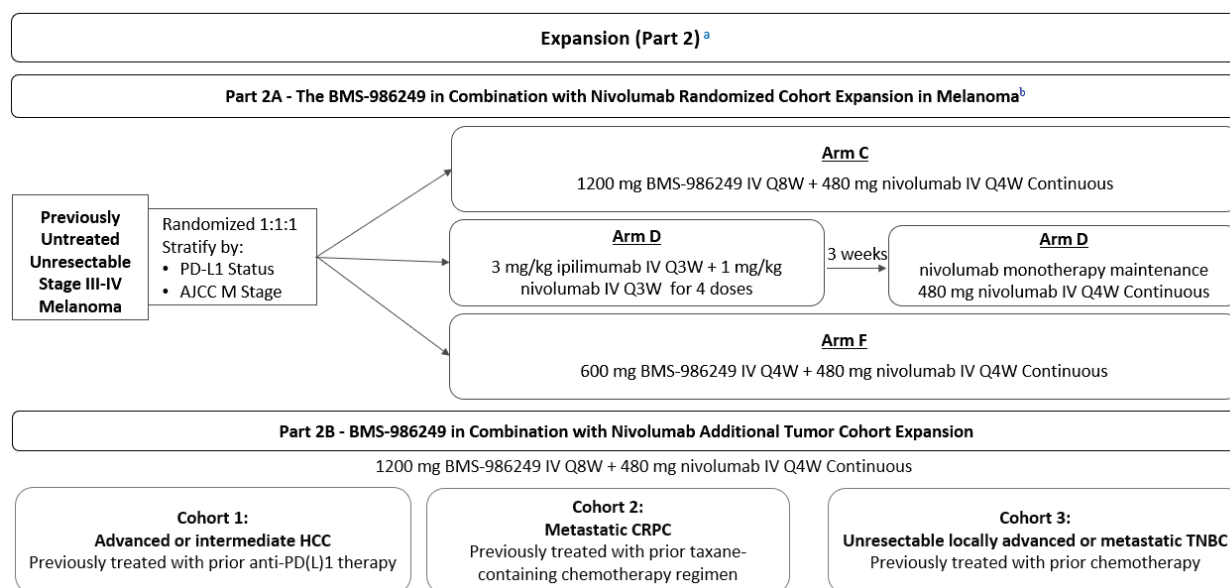 Expansion (Part 2) a
Part 2A - The BMS-986249 in Combination with Nivolumab Randomized Cohort Expansion in Melanoma b
Previously
Untreated
Unresectable
Stage III-IV
Melanoma
Randomized 1:1:1
Stratify by:
• PD-L1 Status
• AJCC M Stage
Arm C
1200 mg BMS-986249 IV Q8W + 480 mg nivolumab IV Q4W Continuous
Arm D
3 mg/kg ipilimumab IV Q3W + 1 mg/kg
nivolumab IV Q3W for 4 doses
3 weeks
Arm D
nivolumab monotherapy maintenance
480 mg nivolumab IV Q4W Continuous
Arm F
600 mg BMS-986249 IV Q4W + 480 mg nivolumab IV Q4W Continuous
Part 2B - BMS-986249 in Combination with Nivolumab Additional Tumor Cohort Expansion
1200 mg BMS-986249 IV Q8W + 480 mg nivolumab IV Q4W Continuous
Cohort 1:
Advanced or intermediate HCC
Previously treated with prior anti-PD(L)1 therapy
Cohort 2:
Metastatic CRPC
Previously treated with prior taxane-
containing chemotherapy regimen
Cohort 3:
Unresectable locally advanced or metastatic TNBC
Previously treated with prior chemotherapy